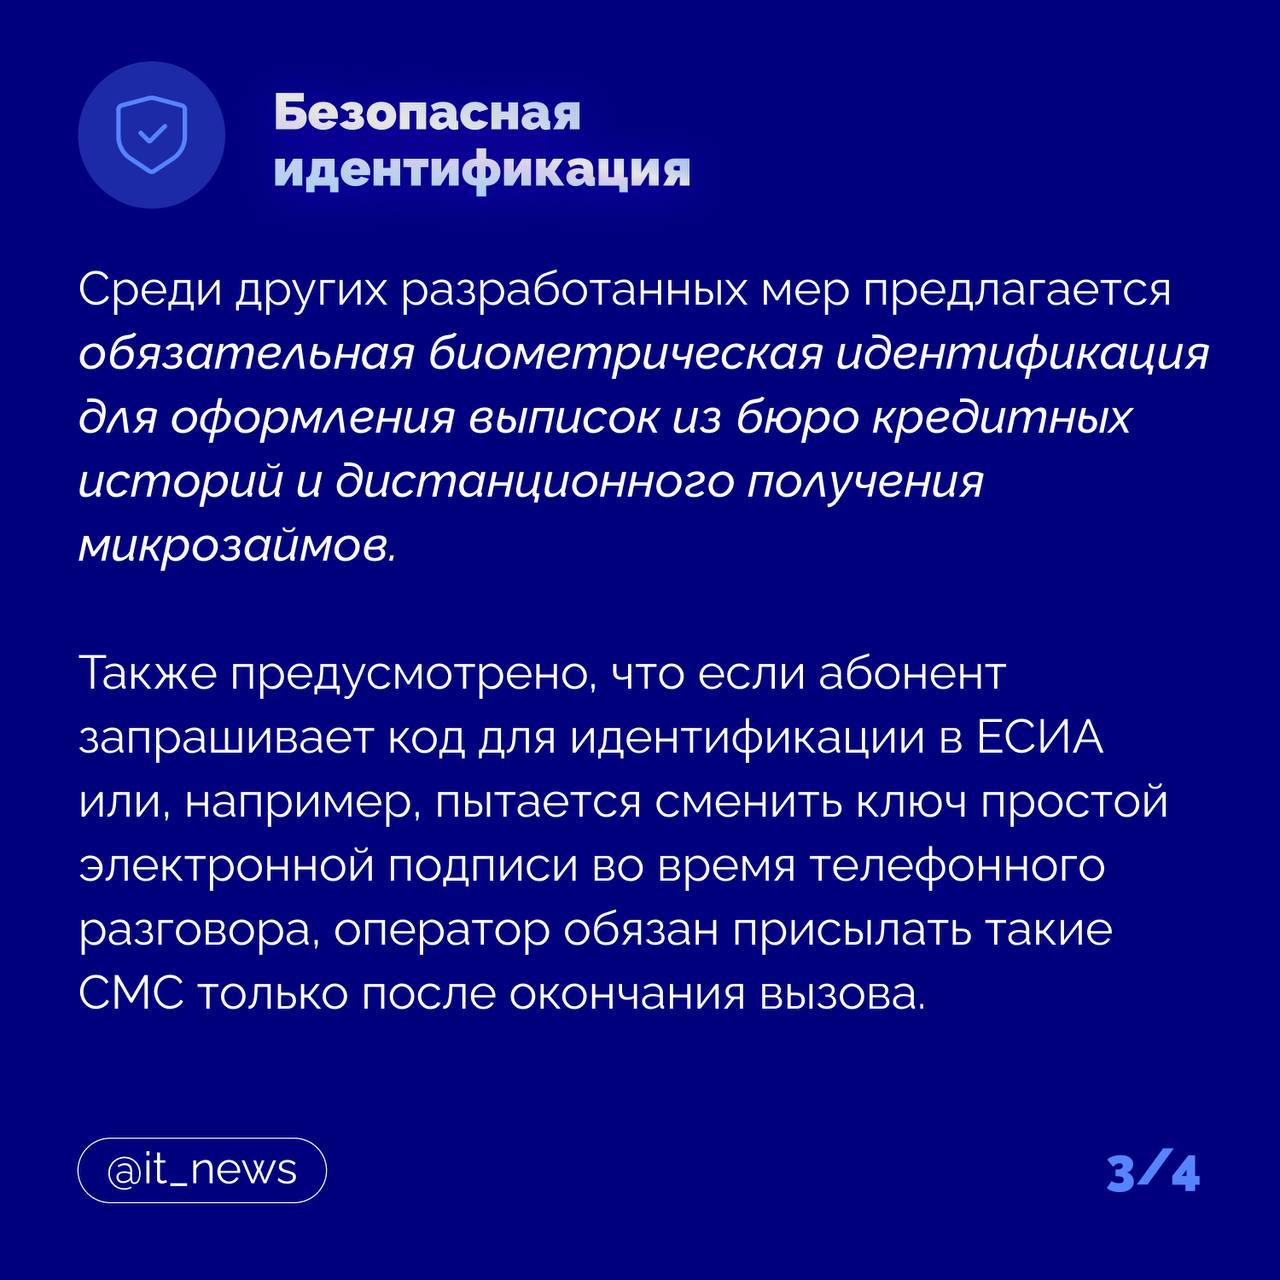 Безопасная
идентификация
Среди других разработанных мер предлагается
обязательная биометрическая идентификация
для оформления выписок из бюро кредитных
историй и дистанционного получения
микрозаймов.
Также предусмотрено, что если абонент
запрашивает код для идентификации в ЕСИА
или, например, пытается сменить ключ простой
электронной подписи во время телефонного
разговора, оператор обязан присылать такие
СМС только после окончания вызова.
@it_news
3/4